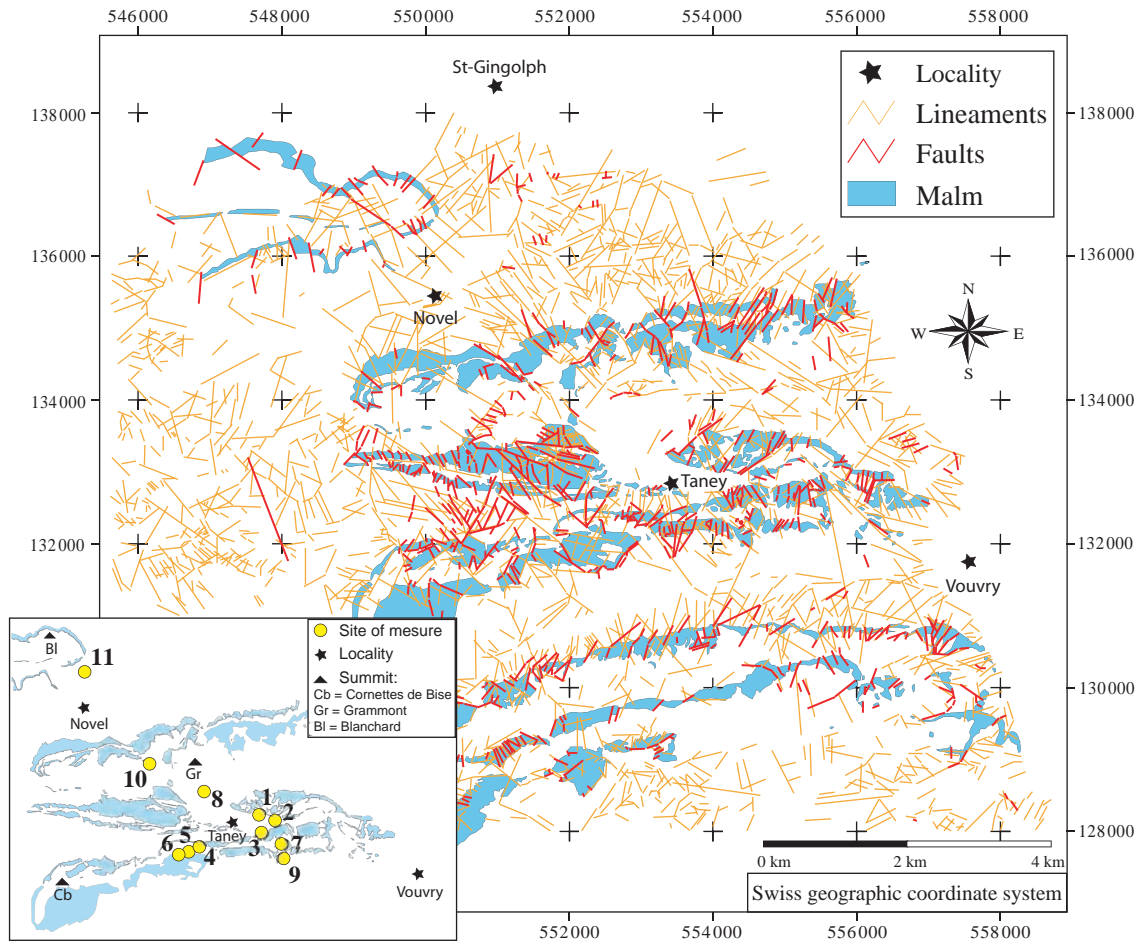 546000 548000 550000 552000 554000 556000 558000
138000
136000
134000
132000
138000
136000
134000
132000
130000
128000
552000 554000 556000 558000
St-Gingolph
Novel
Taney
Vouvry
Locality
Lineaments
Faults
Malm
N
W E
S
0 km 2 km 4 km
Swiss geographic coordinate system
Site of mesure
Locality
Summit:
Cb = Cornettes de Bise
Gr = Grammont
Bl = Blanchard
Bl
11
Novel
10
Gr
8
1
2
Taney
3
7
9
6
5
4
Cb
Vouvry